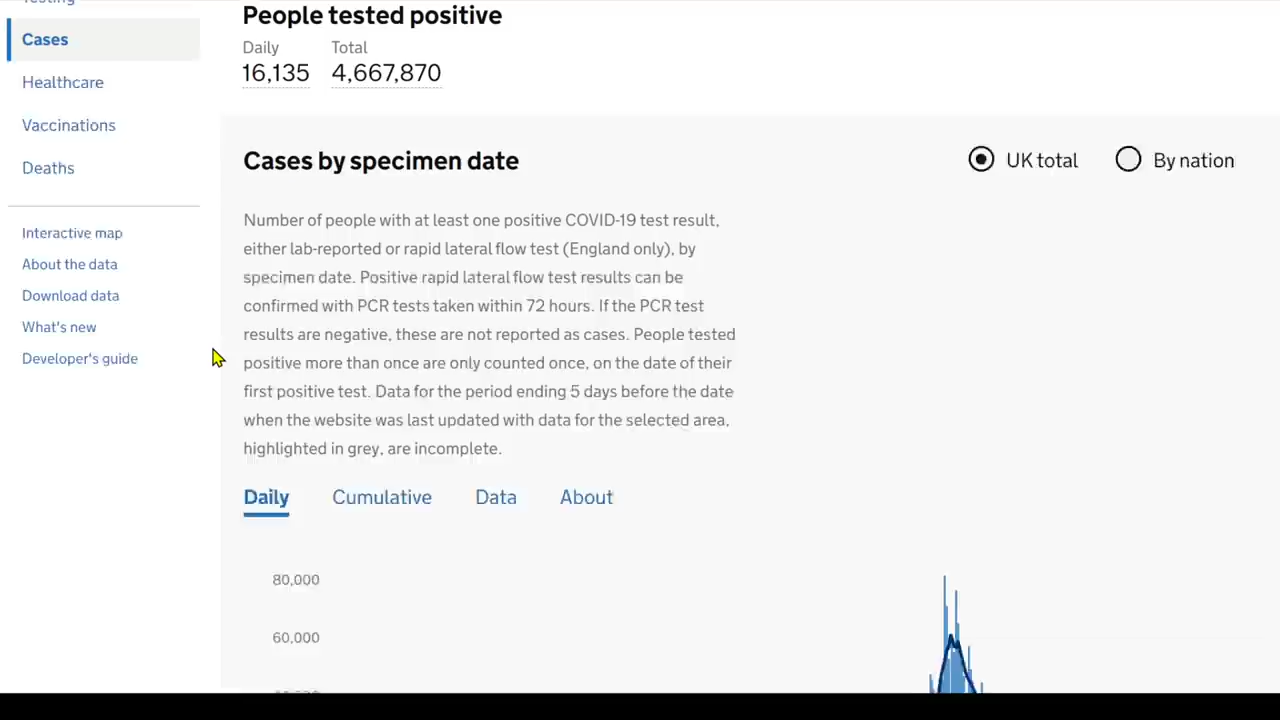 Testing
Cases
Healthcare
Vaccinations
Deaths
Interactive map
About the data
Download data
What's new
Developer's guide
People tested positive
Daily Total
16,135 4,667,870
Cases by specimen date
UK total By nation
Number of people with at least one positive COVID-19 test result,
either lab-reported or rapid lateral flow test (England only), by
specimen date. Positive rapid lateral flow test results can be
confirmed with PCR tests taken within 72 hours. If the PCR test
results are negative, these are not reported as cases. People tested
positive more than once are only counted once, on the date of their
first positive test. Data for the period ending 5 days before the date
when the website was last updated with data for the selected area,
highlighted in grey, are incomplete.
Daily Cumulative Data About
80,000
60,000